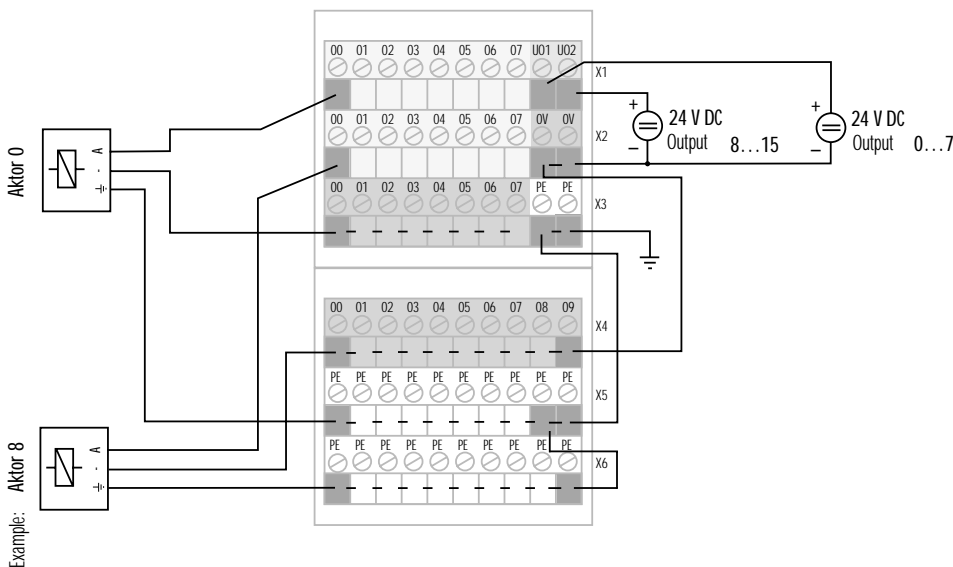 00 01 02 03 04 05 06 07 U01 U02
X1
00 01 02 03 04 05 06 07 0V 0V
X2
00 01 02 03 04 05 06 07 PE PE
X3
+
24 V DC
Output 8...15
–
+
24 V DC
Output 0...7
–
Aktor 0
A
-
00 01 02 03 04 05 06 07 08 09
X4
PE PE PE PE PE PE PE PE PE PE
X5
PE PE PE PE PE PE PE PE PE PE
X6
Example: Aktor 8
A
-